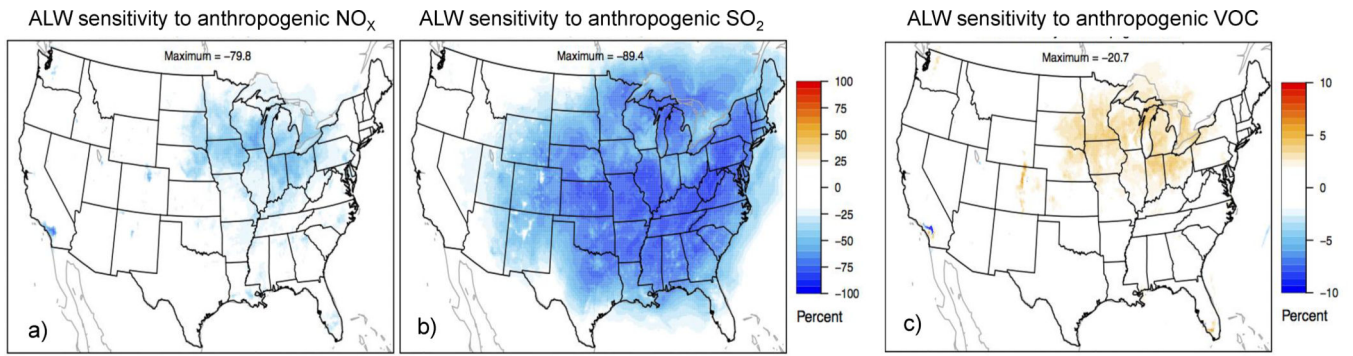 ALW sensitivity to anthropogenic NOX
ALW sensitivity to anthropogenic SO2
ALW sensitivity to anthropogenic VOC
Maximum = −79.8
Maximum = −89.4
Maximum = −20.7
100
75
50
25
0
−25
−50
−75
−100
Percent
10
5
0
−5
−10
Percent
a)
b)
c)